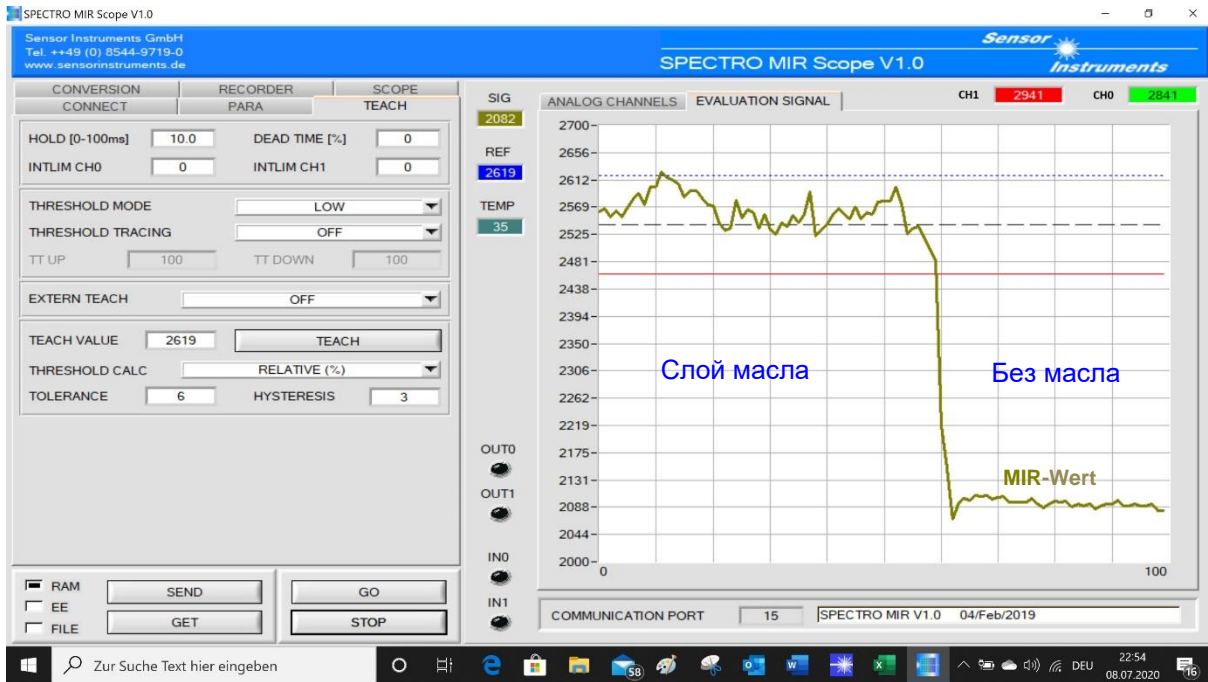 SPECTRO MIR Scope V1.0
Sensor Instruments GmbH
Tel. ++49 (0) 8544-9719-0
www.sensorinstruments.de
SPECTRO MIR Scope V1.0
Sensor
Instruments
CONVERSION RECORDER SCOPE
CONNECT PARA TEACH
HOLD [0-100ms] 10.0 DEAD TIME [%] 0
INTLIM CH0 0 INTLIM CH1 0
THRESHOLD MODE LOW
THRESHOLD TRACING OFF
TT UP 100 TT DOWN 100
EXTERN TEACH OFF
TEACH VALUE 2619 TEACH
THRESHOLD CALC RELATIVE (%)
TOLERANCE 6 HYSTERESIS 3
RAM
EE
FILE
SEND GO
GET STOP
SIG
2082
REF
2619
TEMP
35
OUT0
OUT1
IN0
IN1
ANALOG CHANNELS EVALUATION SIGNAL
CH1 2941 CH0 2841
2700
2656
2612
2569
2525
2481
2438
2394
2350
2306
2262
2219
2175
2131
2088
2044
2000
0 100
Слой масла
Без масла
MIR-Wert
COMMUNICATION PORT 15 SPECTRO MIR V1.0 04/Feb/2019
Zur Suche Text hier eingeben
58
DEU
22:54
08.07.2020
16